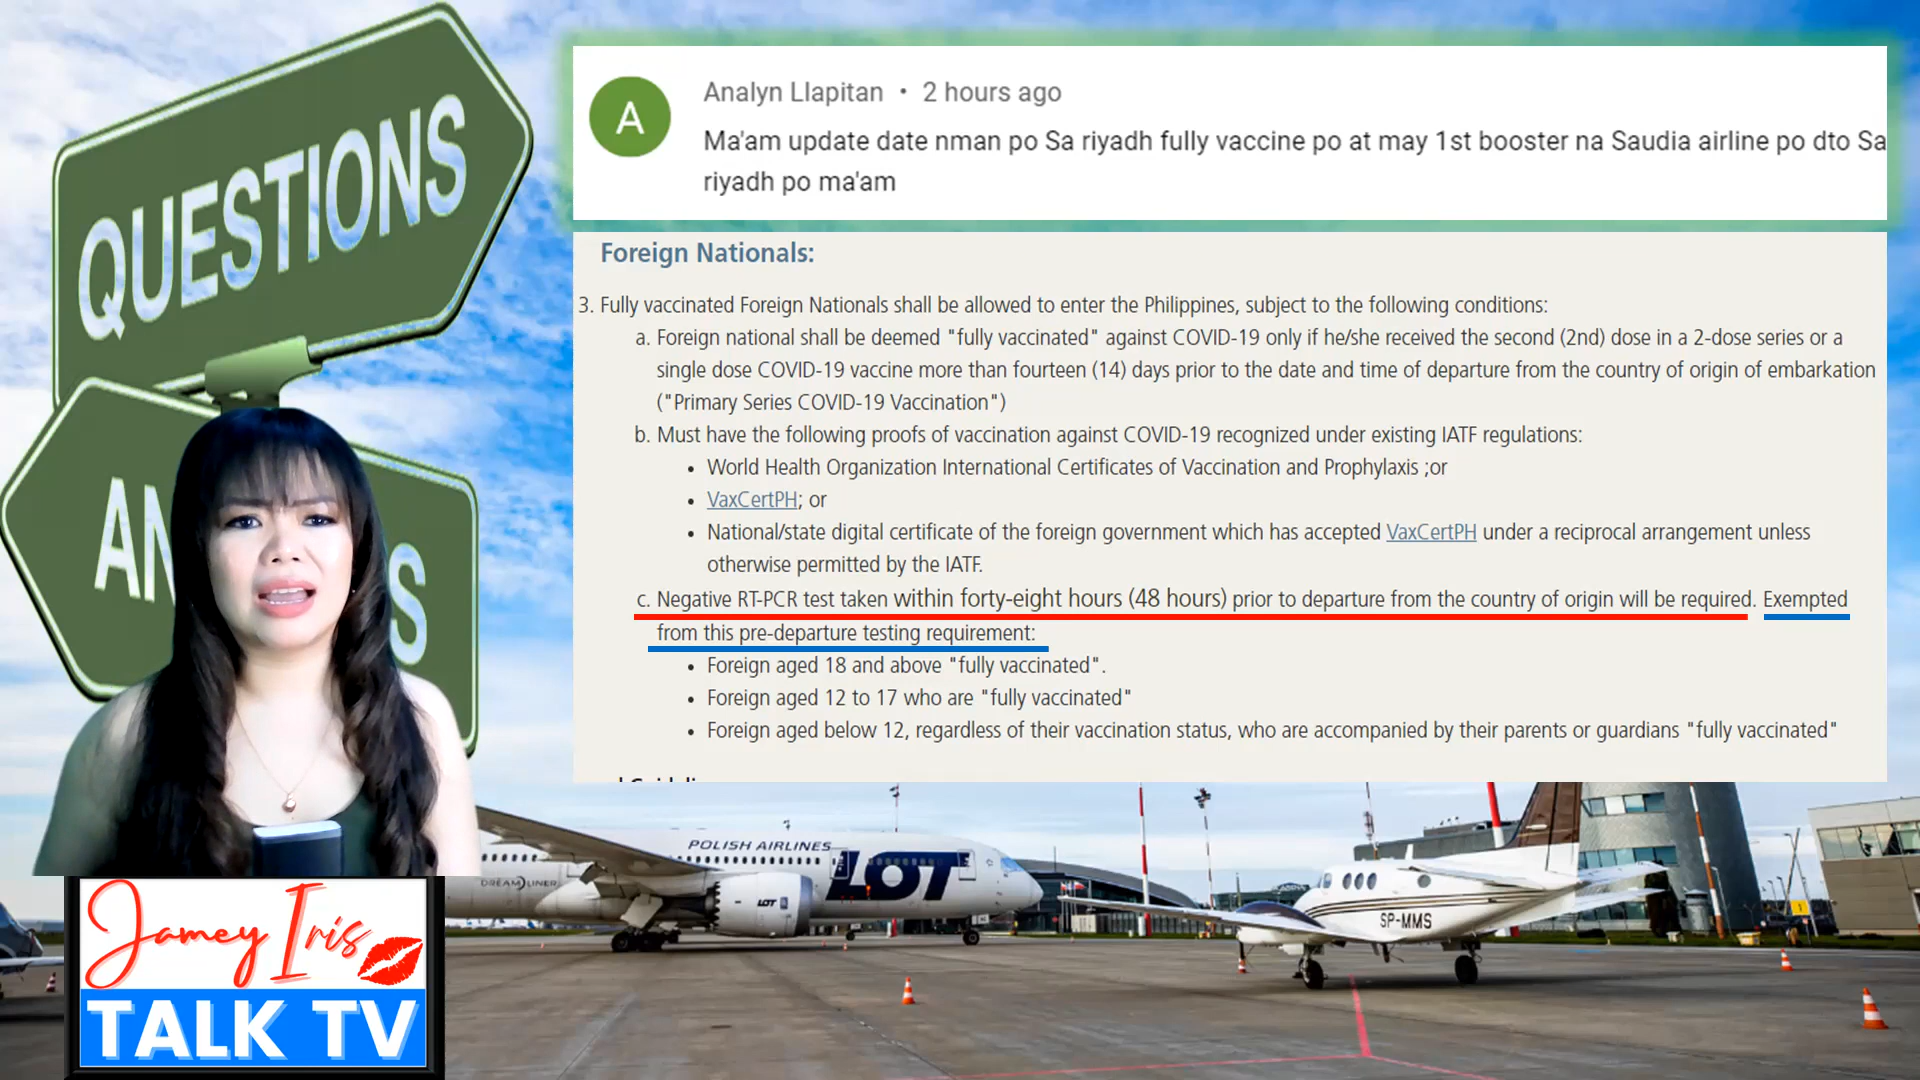 QUESTIONS
AN
S
Analyn Llapitan • 2 hours ago
Ma'am update date nman po Sa riyadh fully vaccine po at may 1st booster na Saudia airline po dto Sa
riyadh po ma'am
A
Foreign Nationals:
3. Fully vaccinated Foreign Nationals shall be allowed to enter the Philippines, subject to the following conditions:
a. Foreign national shall be deemed "fully vaccinated" against COVID-19 only if he/she received the second (2nd) dose in a 2-dose series or a
single dose COVID-19 vaccine more than fourteen (14) days prior to the date and time of departure from the country of origin of embarkation
("Primary Series COVID-19 Vaccination")
b. Must have the following proofs of vaccination against COVID-19 recognized under existing IATF regulations:
• World Health Organization International Certificates of Vaccination and Prophylaxis ;or
• VaxCertPH; or
• National/state digital certificate of the foreign government which has accepted VaxCertPH under a reciprocal arrangement unless
otherwise permitted by the IATF.
c. Negative RT-PCR test taken within forty-eight hours (48 hours) prior to departure from the country of origin will be required. Exempted
from this pre-departure testing requirement:
• Foreign aged 18 and above "fully vaccinated".
• Foreign aged 12 to 17 who are "fully vaccinated"
• Foreign aged below 12, regardless of their vaccination status, who are accompanied by their parents or guardians "fully vaccinated"
POLISH AIRLINES
LOT
DREAMLINER
LOT
SP-MMS
Jamey Iris
TALK TV